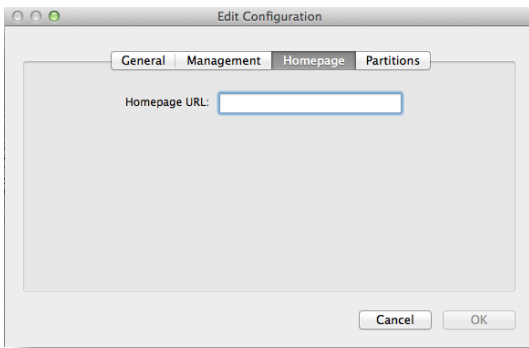 Edit Configuration
General Management Homepage Partitions
Homepage URL:
Cancel OK